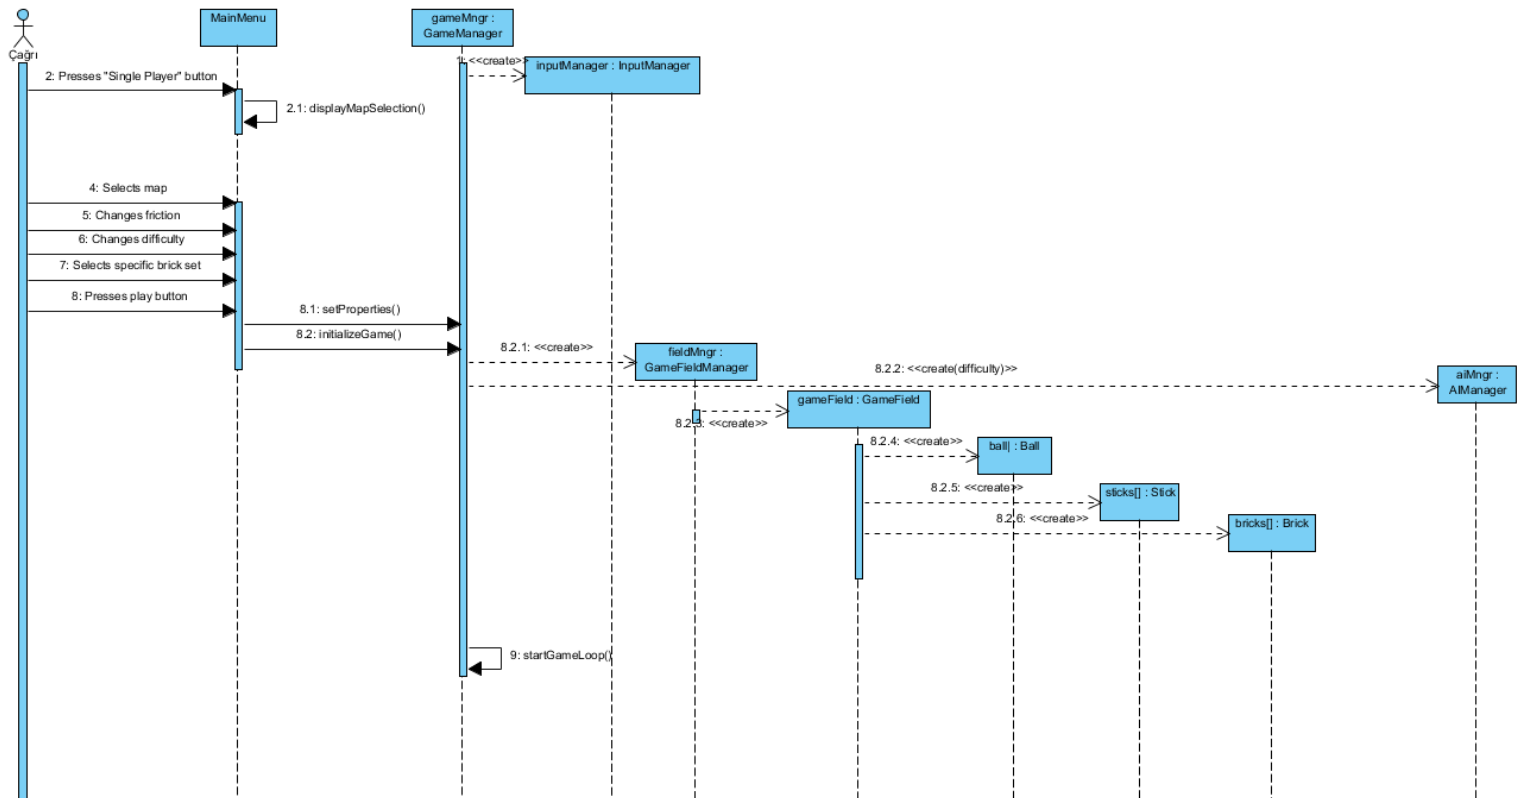 Çağrı
MainMenu
gameMngr :
GameManager
1: <<create>>
inputManager : InputManager
2: Presses "Single Player" button
2.1: displayMapSelection()
4: Selects map
5: Changes friction
6: Changes difficulty
7: Selects specific brick set
8: Presses play button
8.1: setProperties()
8.2: initializeGame()
8.2.1: <<create>>
fieldMngr :
GameFieldManager
8.2.2: <<create(difficulty)>>
aiMngr :
AIManager
8.2.3: <<create>>
gameField : GameField
8.2.4: <<create>>
ball| : Ball
8.2.5: <<create>>
sticks[] : Stick
8.2.6: <<create>>
bricks[] : Brick
9: startGameLoop()